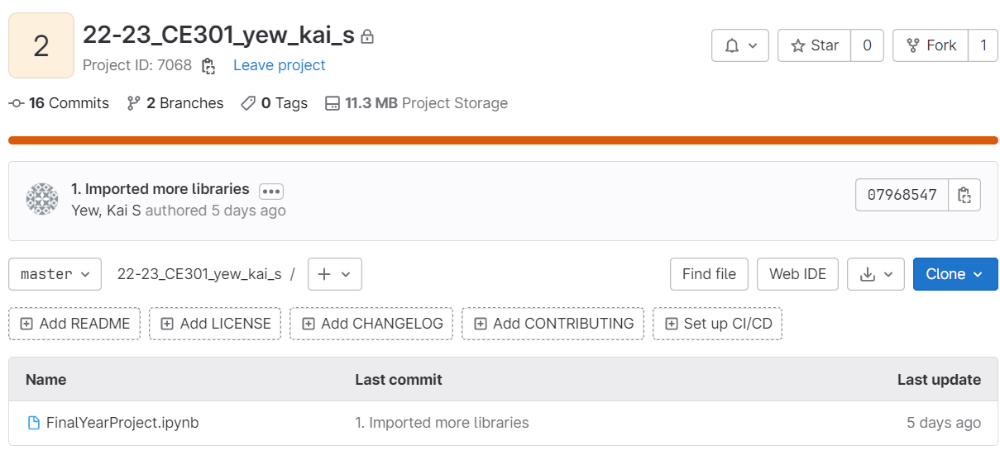 2
22-23_CE301_yew_kai_s
Project ID: 7068 Leave project
Star 0 Fork 1
16 Commits 2 Branches 0 Tags 11.3 MB Project Storage
1. Imported more libraries
Yew, Kai S authored 5 days ago
07968547
master 22-23_CE301_yew_kai_s / + Find file Web IDE Clone
Add README Add LICENSE Add CHANGELOG Add CONTRIBUTING Set up CI/CD
Name Last commit Last update
FinalYearProject.ipynb 1. Imported more libraries 5 days ago